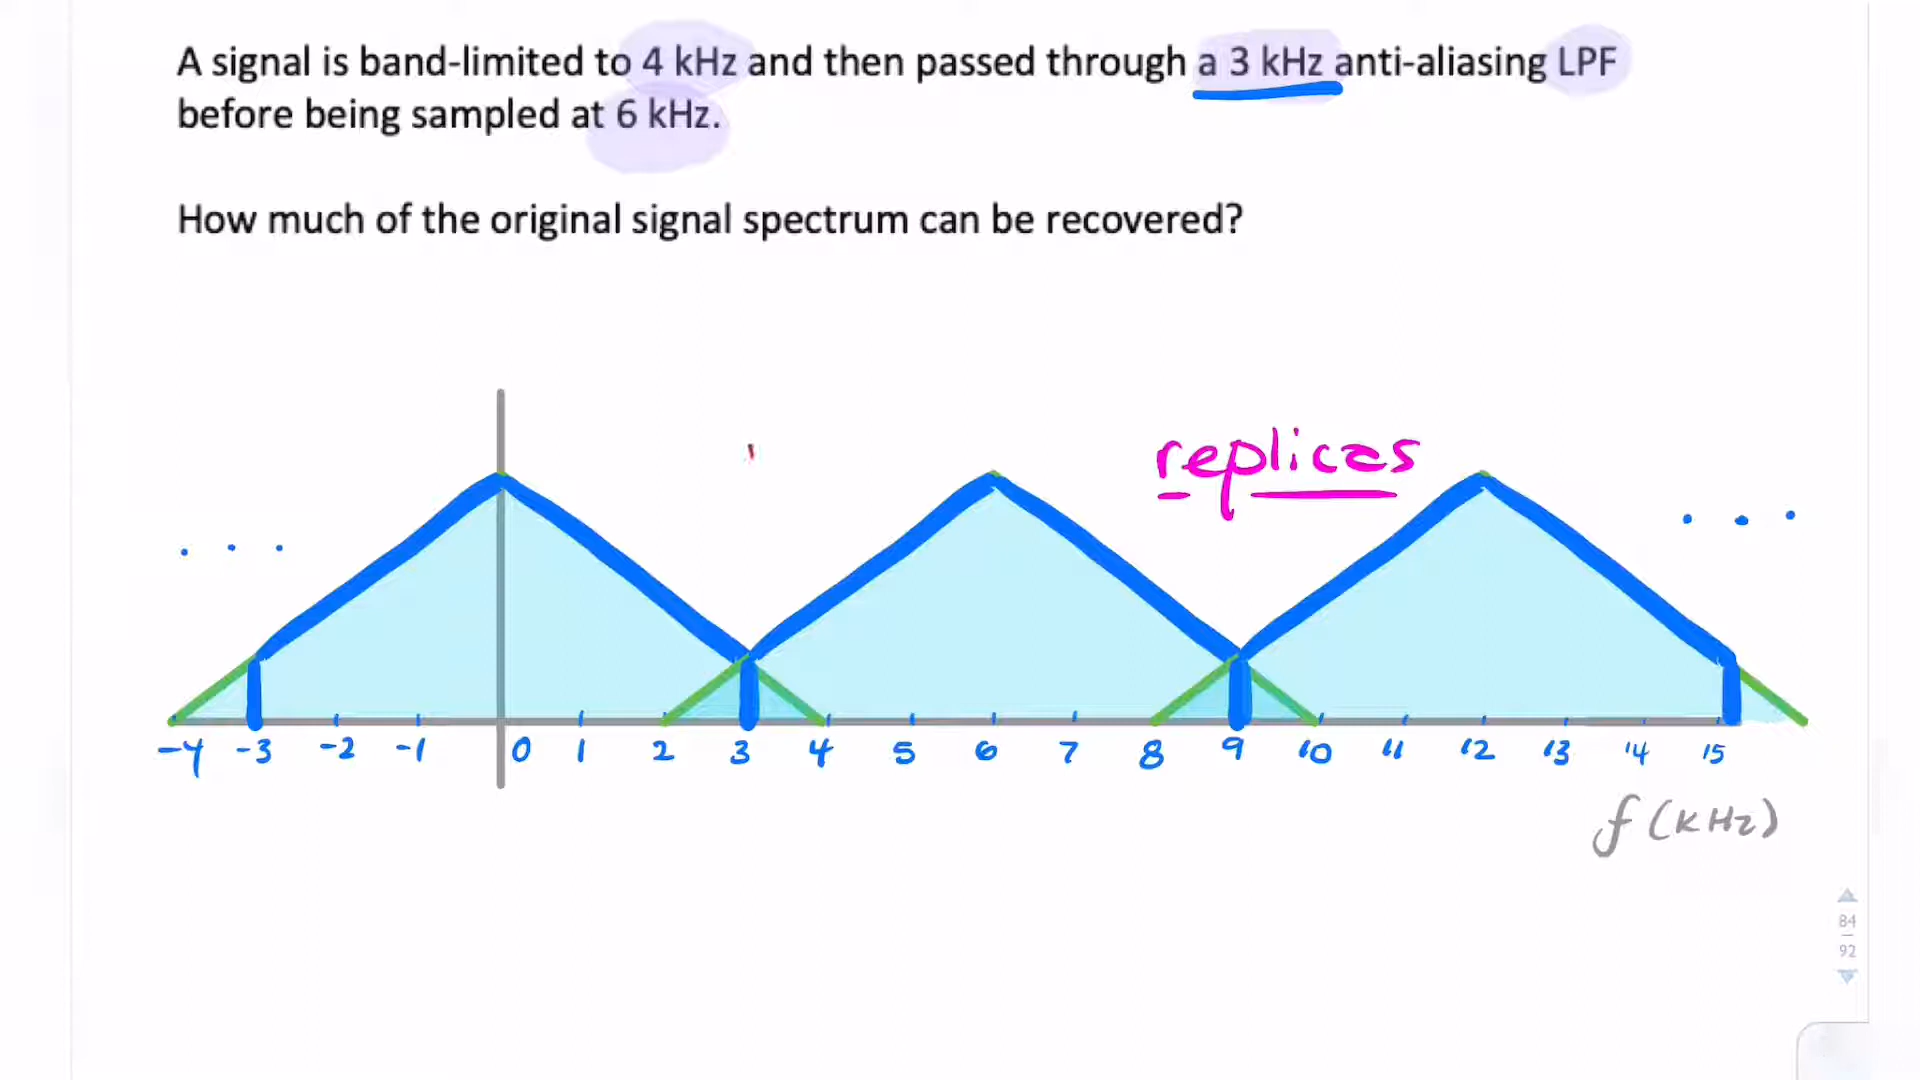 A signal is band-limited to 4 kHz and then passed through a 3 kHz anti-aliasing LPF
before being sampled at 6 kHz.
How much of the original signal spectrum can be recovered?
replicas
. . .
. . .
-4 -3 -2 -1 0 1 2 3 4 5 6 7 8 9 10 11 12 13 14 15
f (kHz)
84
92